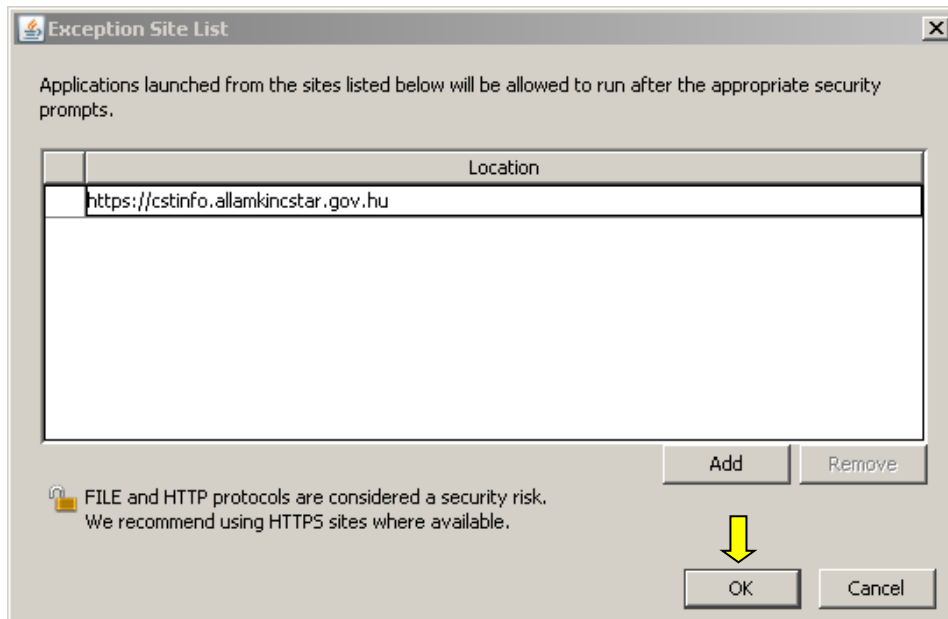 Exception Site List
Applications launched from the sites listed below will be allowed to run after the appropriate security
prompts.
Location
https://cstinfo.allamkincstar.gov.hu
Add
Remove
FILE and HTTP protocols are considered a security risk.
We recommend using HTTPS sites where available.
OK
Cancel